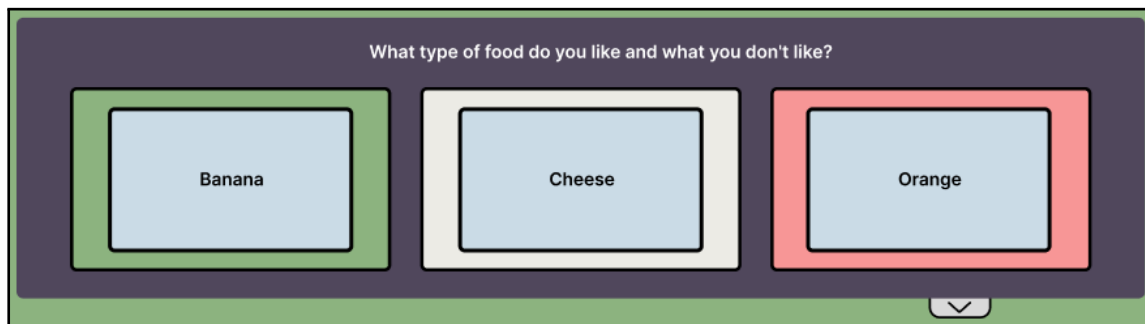 What type of food do you like and what you don't like?
Banana
Cheese
Orange